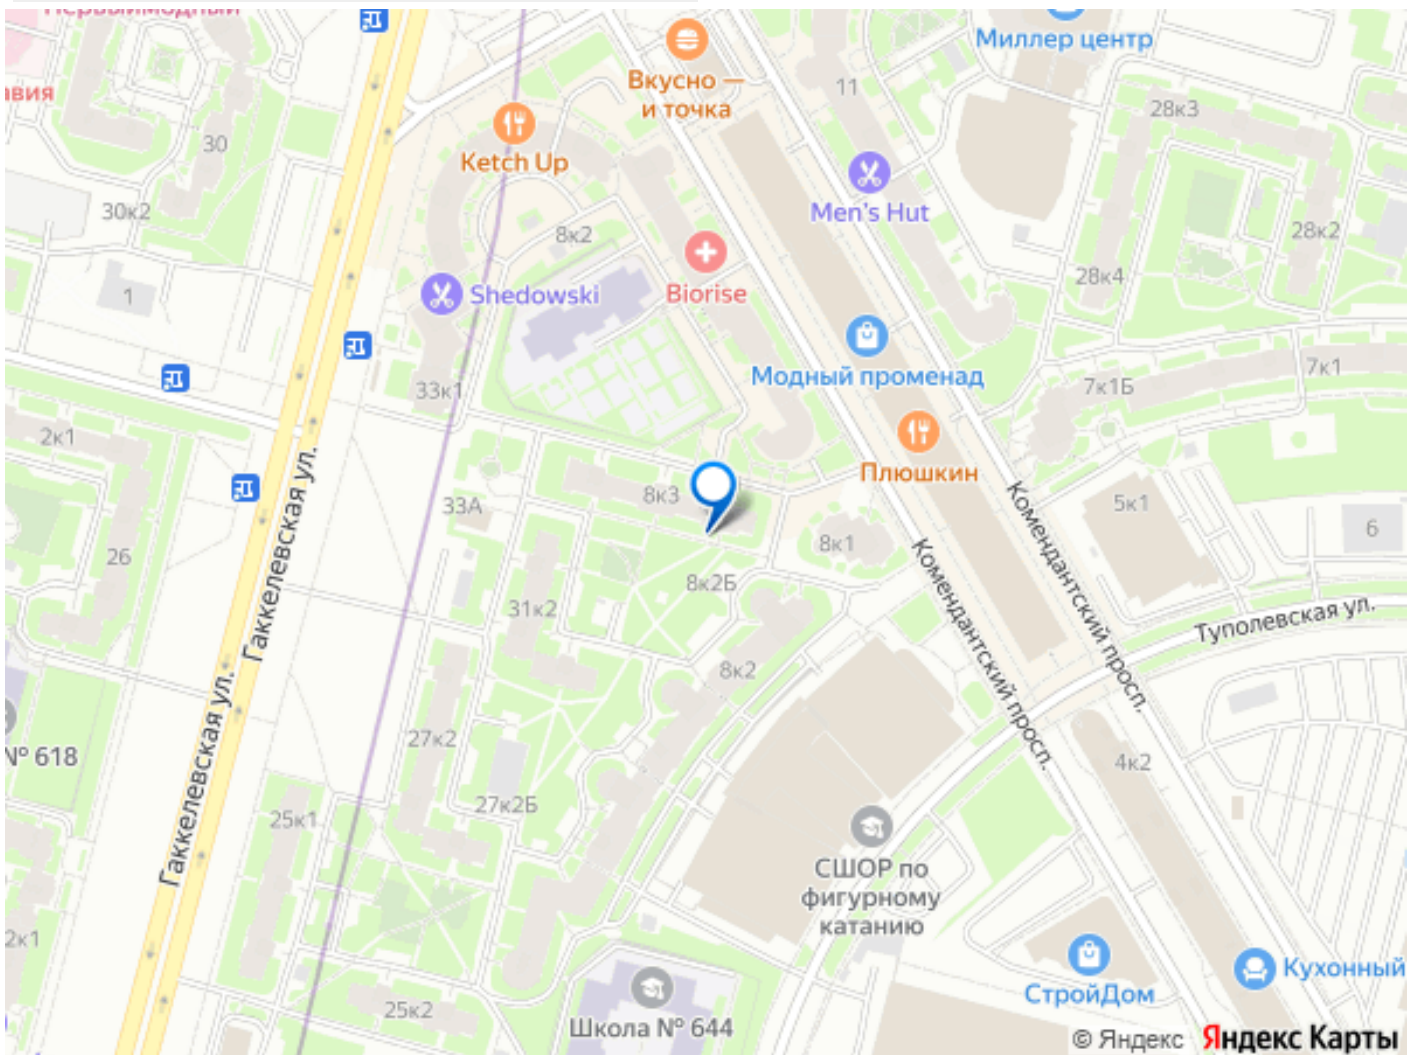 Первыймодный
Миллер центр
Вкусно —
и точка
авия
11
28к3
30
Ketch Up
Men's Hut
30к2
8к2
28к2
28к4
1
Shedowski
Biorise
Модный променад
7к1
7к1Б
33к1
2к1
Плюшкин
8к3
33А
5к1
6
26
8к1
8к2Б
31к2
Гаккелевская ул.
Комендантский просп.
Комендантский просп.
Туполевская ул.
8к2
Гаккелевская ул.
№ 618
27к2
4к2
27к2Б
25к1
СШОР по
фигурному
катанию
2к1
Кухонный
СтройДом
25к2
Школа № 644
© Яндекс Яндекс Карты